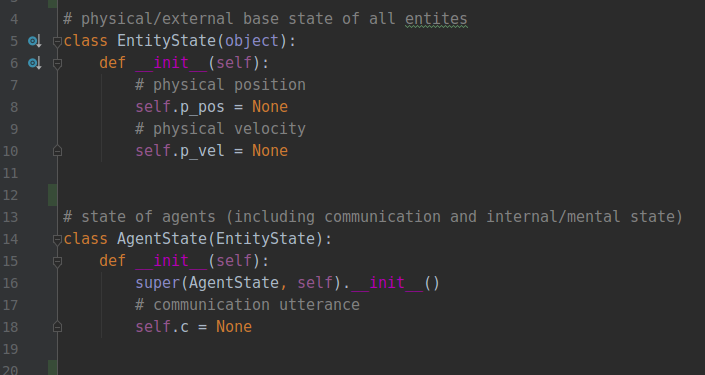 4 # physical/external base state of all entites
5 class EntityState(object):
6 def __init__(self):
7 # physical position
8 self.p_pos = None
9 # physical velocity
10 self.p_vel = None
11
12
13 # state of agents (including communication and internal/mental state)
14 class AgentState(EntityState):
15 def __init__(self):
16 super(AgentState, self).__init__()
17 # communication utterance
18 self.c = None
19
20